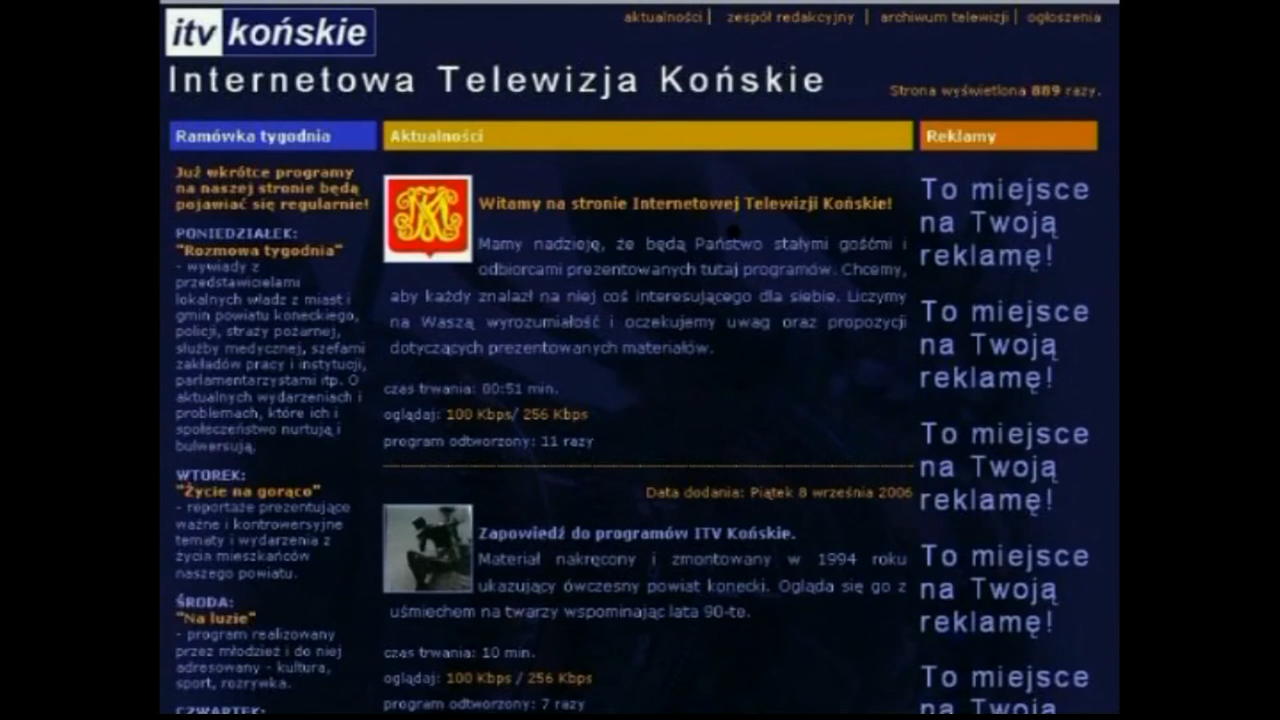 itv końskie
aktualności | zespół redakcyjny | archiwum telewizji | ogłoszenia
Internetowa Telewizja Końskie
Strona wyświetlona 889 razy.
Ramówka tygodnia
Już wkrótce programy
na naszej stronie będą
pojawiać się regularnie!
PONIEDZIAŁEK:
"Rozmowa tygodnia"
- wywiady z
przedstawicielami
lokalnych władz z miast i
gmin powiatu koneckiego,
policji, straży pożarnej,
służby medycznej, szefami
zakładów pracy i instytucji,
parlamentarzystami itp. O
aktualnych wydarzeniach i
problemach, które ich i
społeczeństwo nurtują i
bulwersują.
WTOREK:
"Życie na gorąco"
- reportaże prezentujące
ważne i kontrowersyjne
tematy i wydarzenia z
życia mieszkańców
naszego powiatu.
ŚRODA:
"Na luzie"
- program realizowany
przez młodzież i do niej
adresowany - kultura,
sport, rozrywka.
CZWARTEK:
Aktualności
Witamy na stronie Internetowej Telewizji Końskie!
Mamy nadzieję, że będą Państwo stałymi gośćmi i
odbiorcami prezentowanych tutaj programów. Chcemy,
aby każdy znalazł na niej coś interesującego dla siebie. Liczymy
na Waszą wyrozumiałość i oczekujemy uwag oraz propozycji
dotyczących prezentowanych materiałów.
czas trwania: 00:51 min.
oglądaj: 100 Kbps/ 256 Kbps
program odtworzony: 11 razy
Data dodania: Piątek 8 września 2006
Zapowiedź do programów ITV Końskie.
Materiał nakręcony i zmontowany w 1994 roku
ukazujący ówczesny powiat konecki. Ogląda się go z
uśmiechem na twarzy wspominając lata 90-te.
czas trwania: 10 min.
oglądaj: 100 Kbps / 256 Kbps
program odtworzony: 7 razy
Reklamy
To miejsce
na Twoją
reklamę!
To miejsce
na Twoją
reklamę!
To miejsce
na Twoją
reklamę!
To miejsce
na Twoją
reklamę!
To miejsce
na Twoją